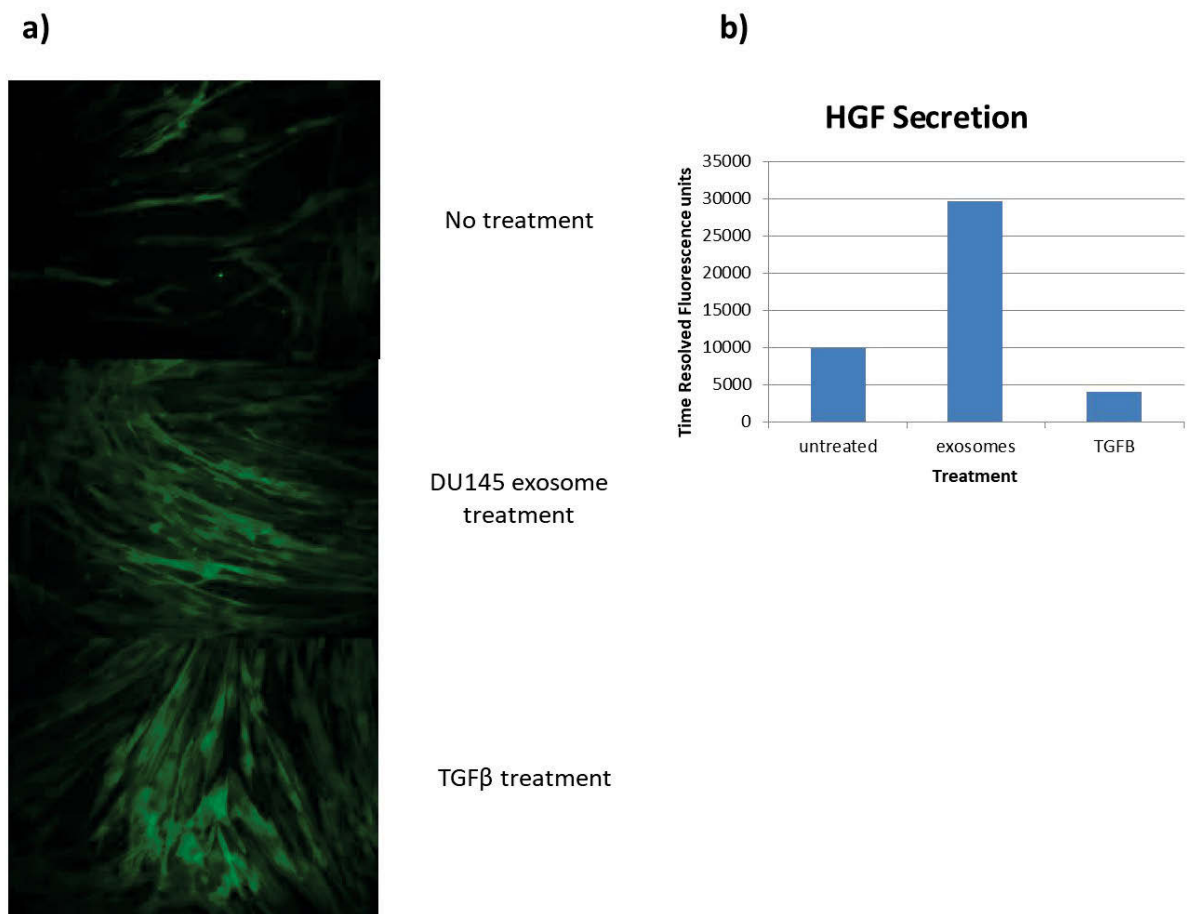 a)
No treatment
DU145 exosome
treatment
TGFβ treatment
b)
HGF Secretion
Time Resolved Fluorescence units
35000
30000
25000
20000
15000
10000
5000
0
untreated
exosomes
TGFB
Treatment